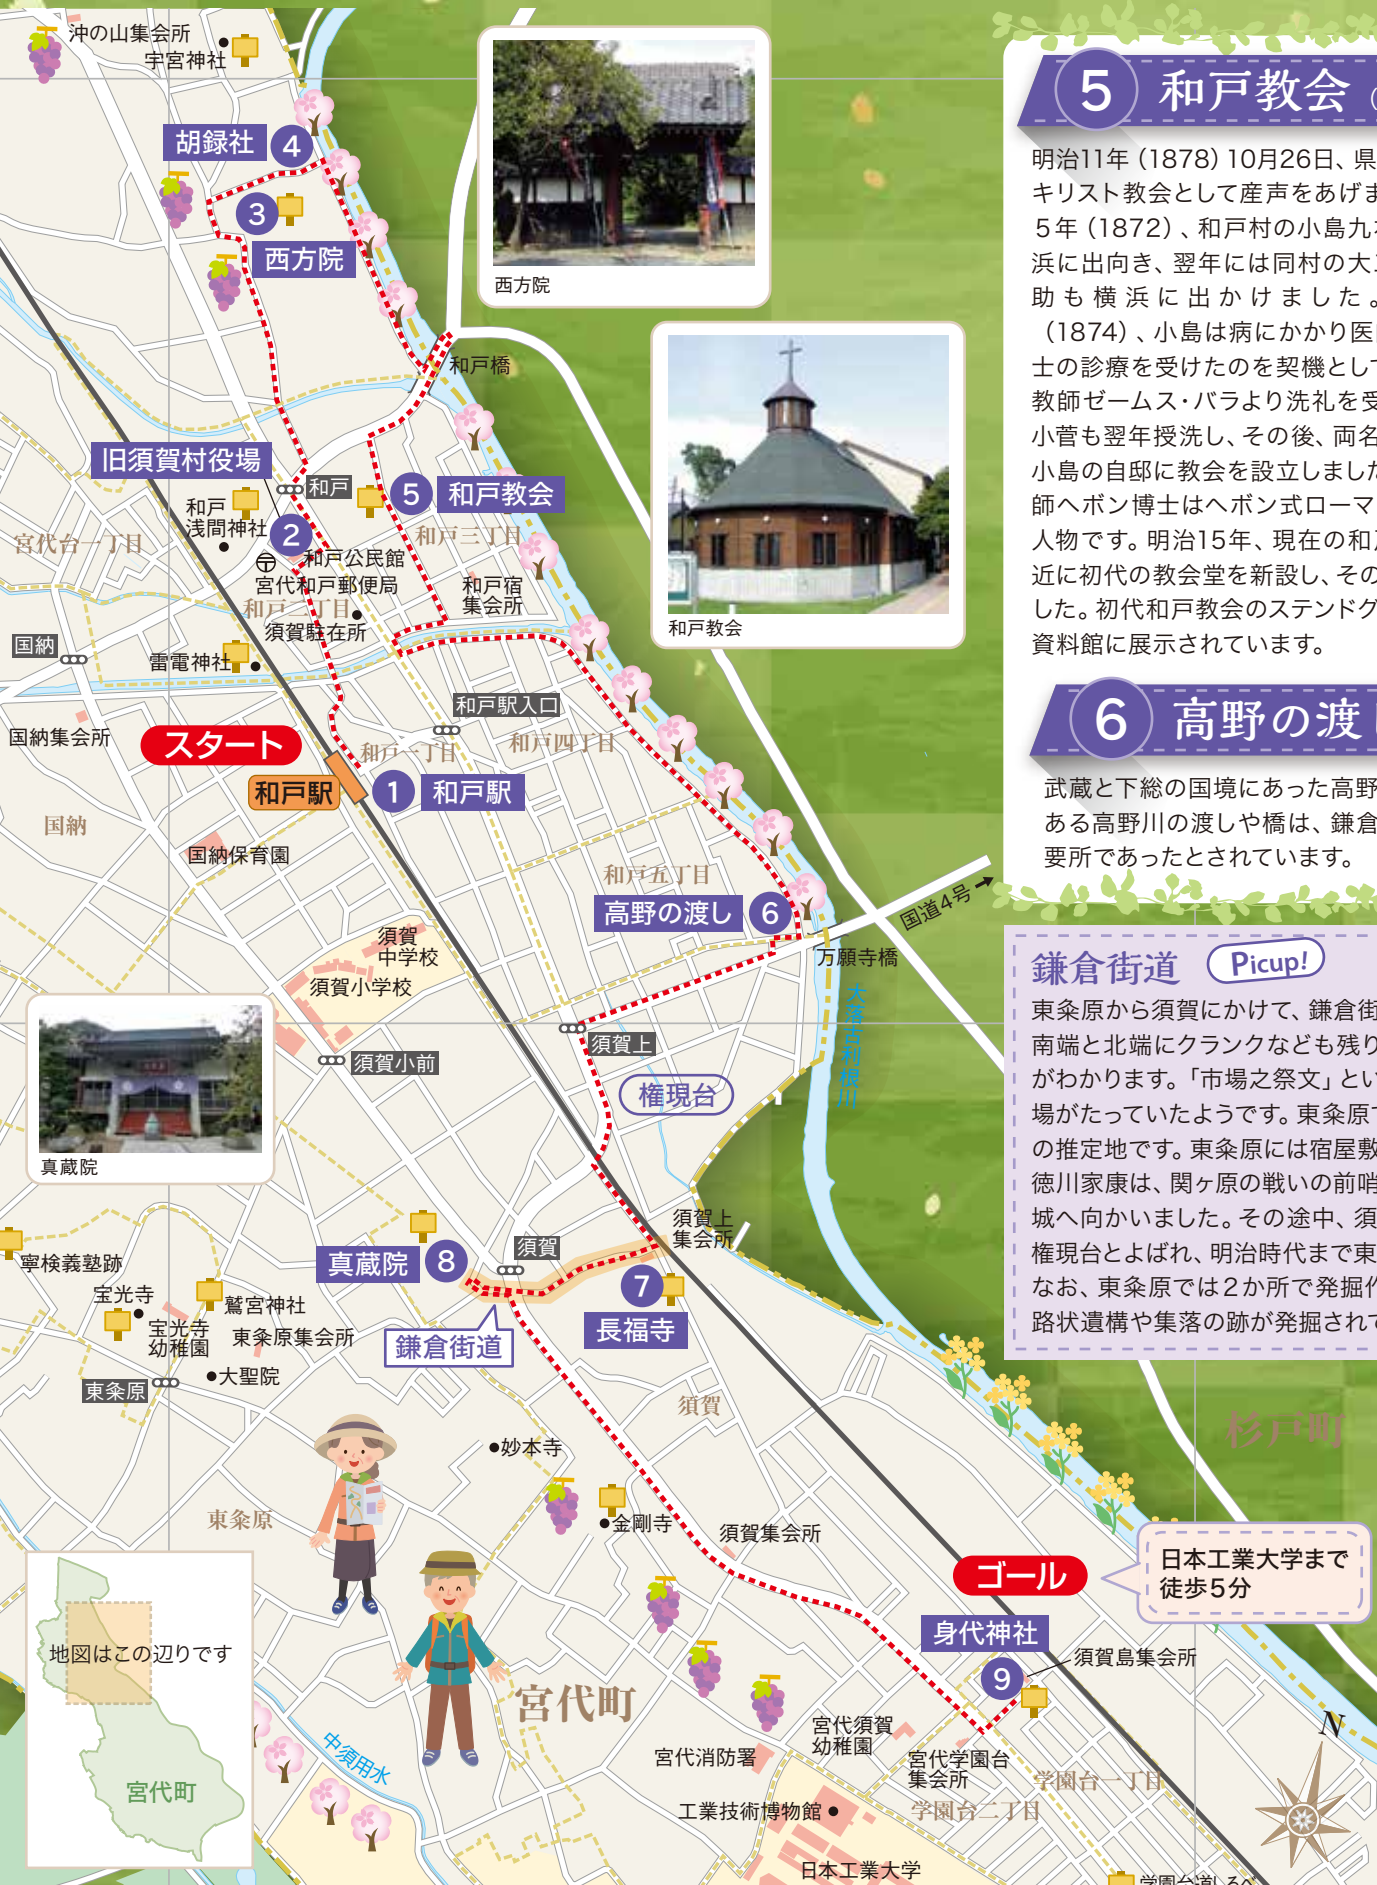 沖の山集会所
宇宮神社
胡録社 4
3
西方院
西方院
和戸橋
旧須賀村役場
和戸
5 和戸教会
和戸
浅間神社
2
宮代台一丁目
和戸三丁目
和戸公民館
宮代和戸郵便局
和戸宿
集会所
和戸二丁目
須賀駐在所
和戸教会
国納
雷電神社
国納集会所
和戸駅入口
スタート
和戸一丁目
和戸四丁目
和戸駅
1 和戸駅
国納
国納保育園
和戸五丁目
高野の渡し 6
国道4号
須賀
中学校
万願寺橋
須賀小学校
大落古利根川
須賀上
須賀小前
権現台
真蔵院
須賀上
集会所
須賀
真蔵院 8
寧検義塾跡
7
長福寺
宝光寺
鷲宮神社
宝光寺
幼稚園
東粂原集会所
鎌倉街道
大聖院
東粂原
須賀
妙本寺
東粂原
金剛寺
須賀集会所
杉戸町
ゴール
日本工業大学まで
徒歩5分
身代神社
9
須賀島集会所
地図はこの辺りです
宮代町
宮代町
中須用水
宮代須賀
幼稚園
宮代消防署
宮代学園台
集会所
学園台一丁目
工業技術博物館
学園台二丁目
日本工業大学
N
5 和戸教会
明治11年(1878)10月26日、県
キリスト教会として産声をあげま
5年(1872)、和戸村の小島九
浜に出向き、翌年には同村の大
助も横浜に出かけました。
(1874)、小島は病にかかり医
士の診療を受けたのを契機として
教師ゼームス・バラより洗礼を受
小菅も翌年授洗し、その後、両名
小島の自邸に教会を設立しました
師ヘボン博士はヘボン式ローマ
人物です。明治15年、現在の和
近に初代の教会堂を新設し、その
した。初代和戸教会のステンドグ
資料館に展示されています。
6 高野の渡し
武蔵と下総の国境にあった高野
ある高野川の渡しや橋は、鎌倉
要所であったとされています。
鎌倉街道 Picup!
東粂原から須賀にかけて、鎌倉街
南端と北端にクランクなども残り
がわかります。「市場之祭文」とい
場がたっていたようです。東粂原
の推定地です。東粂原には宿屋敷
徳川家康は、関ヶ原の戦いの前哨
城へ向かいました。その途中、須
権現台とよばれ、明治時代まで東
なお、東粂原では2か所で発掘作
路状遺構や集落の跡が発掘されて